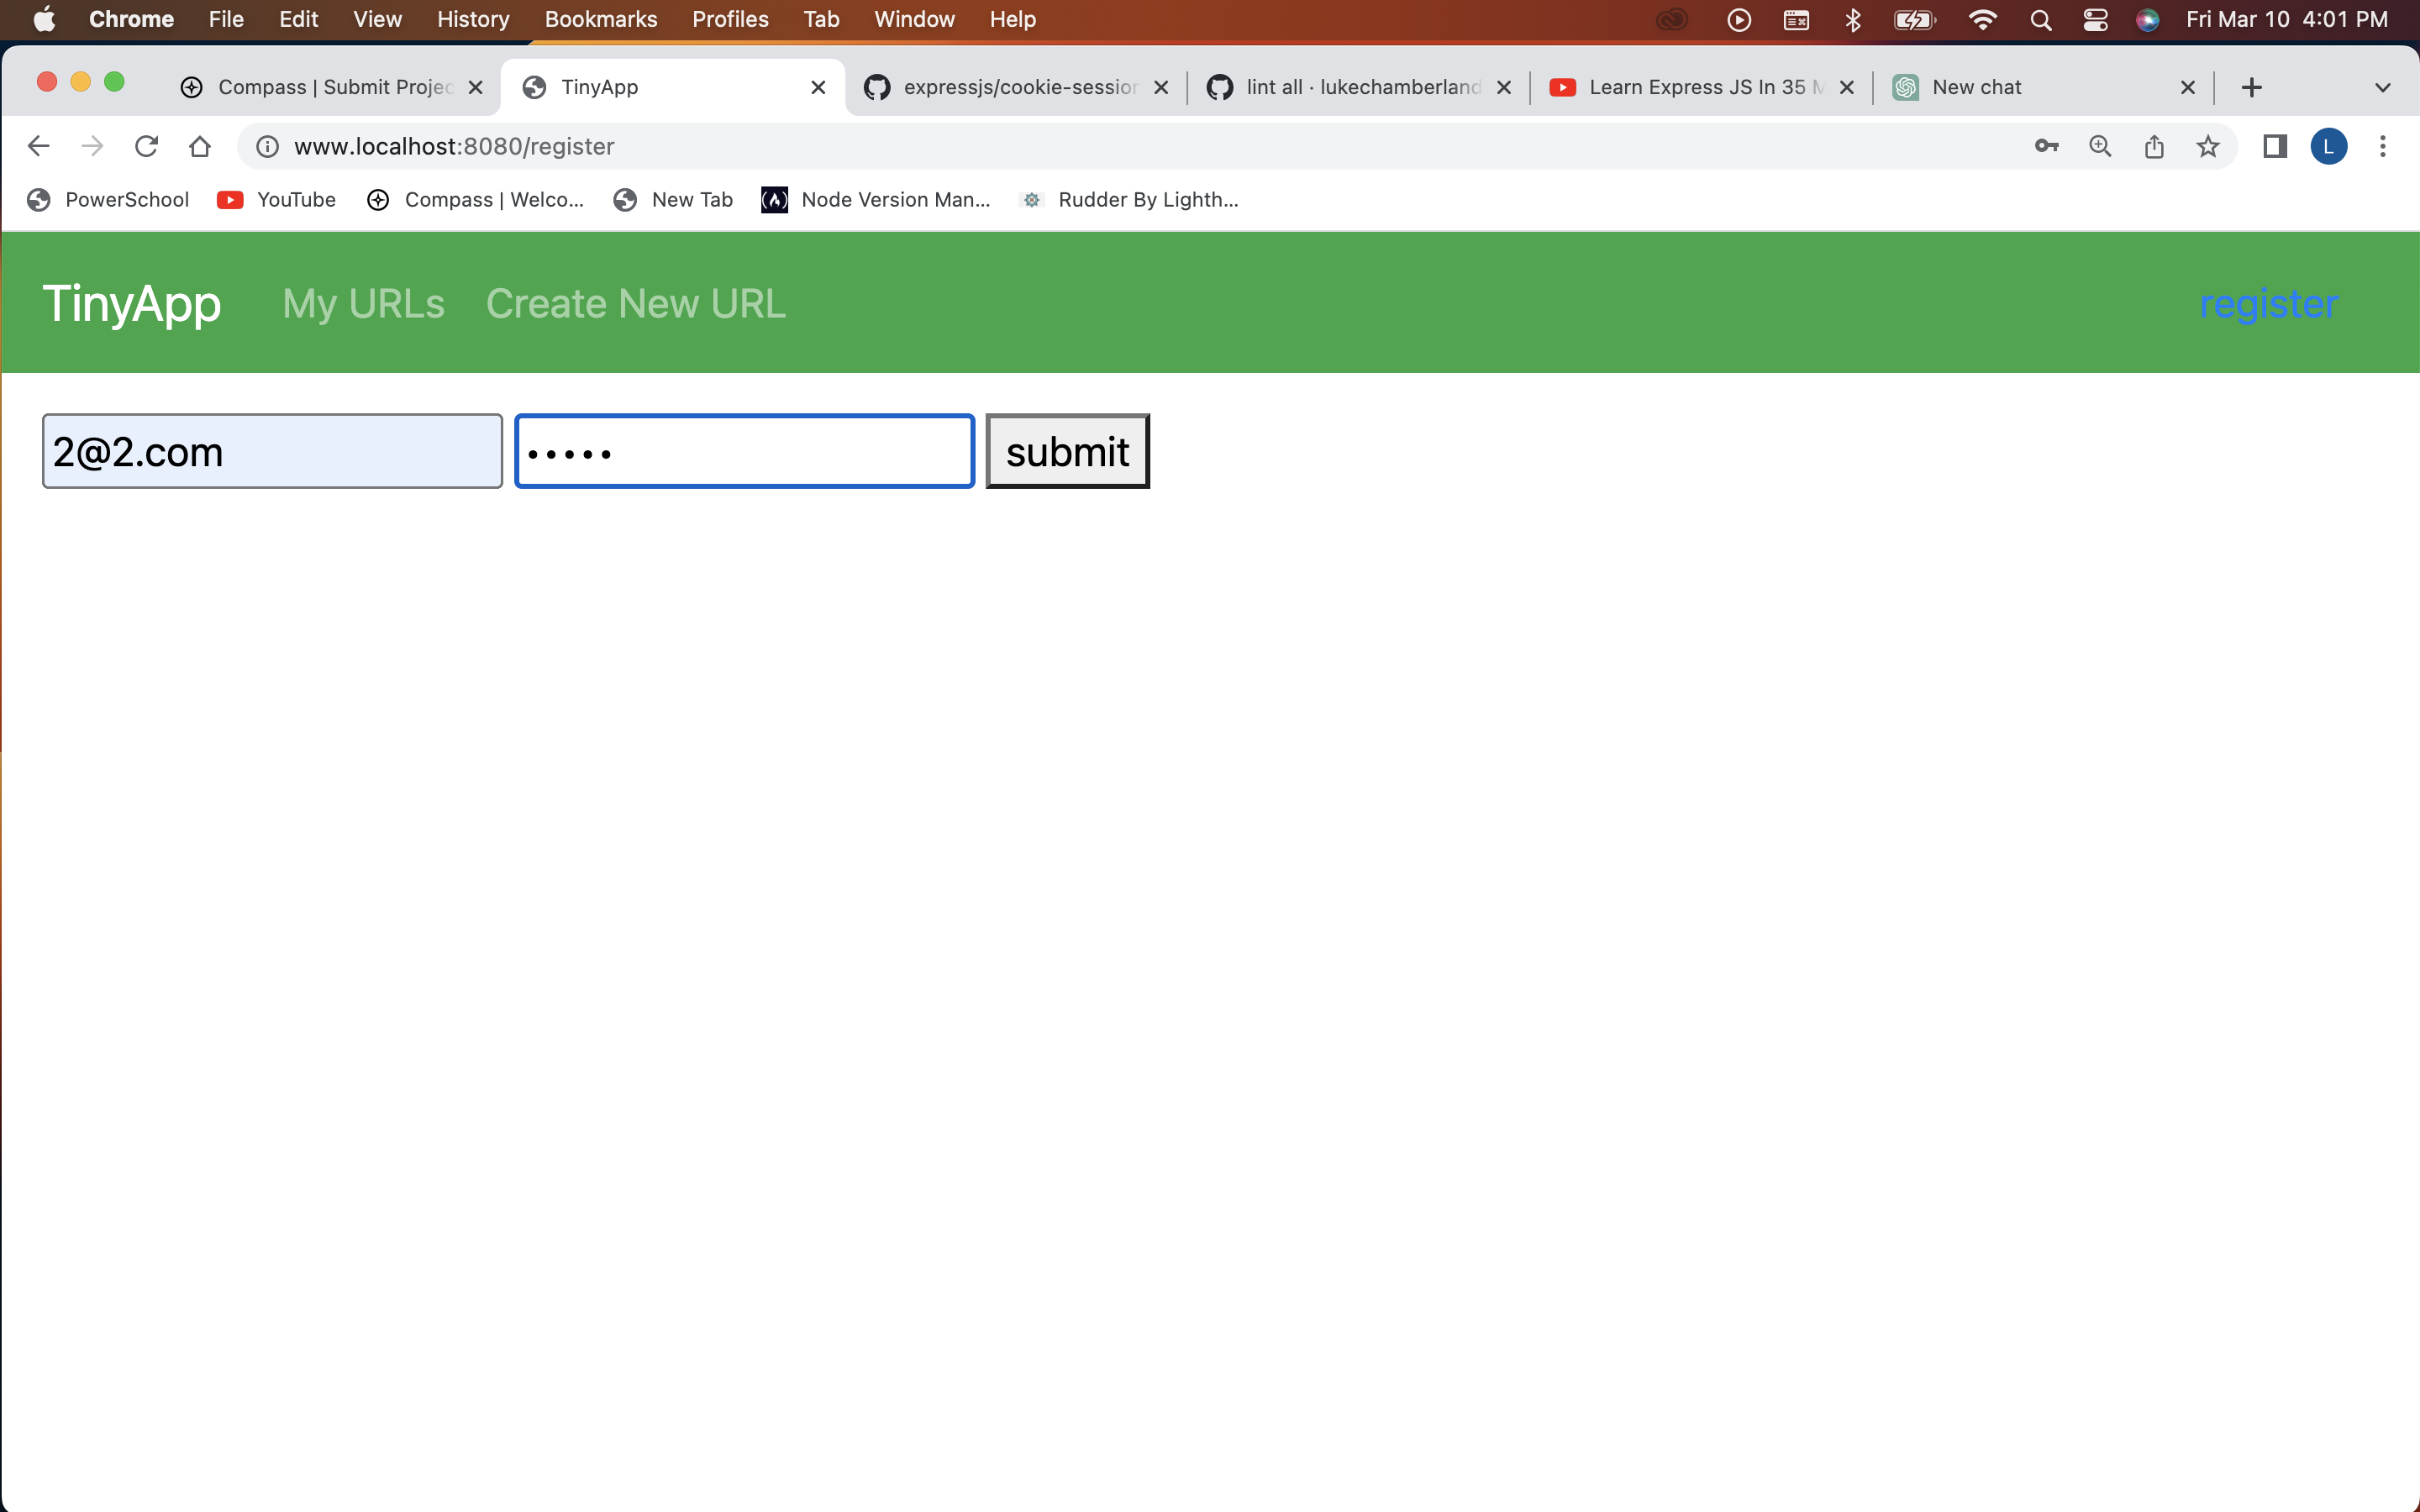 Chrome File Edit View History Bookmarks Profiles Tab Window Help Fri Mar 10 4:01 PM
Compass | Submit Projec TinyApp expressjs/cookie-session lint all · lukechamberland Learn Express JS In 35 M New chat
www.localhost:8080/register L
PowerSchool YouTube Compass | Welco... New Tab Node Version Man... Rudder By Lighth...
TinyApp My URLs Create New URL register
2@2.com ••••• submit